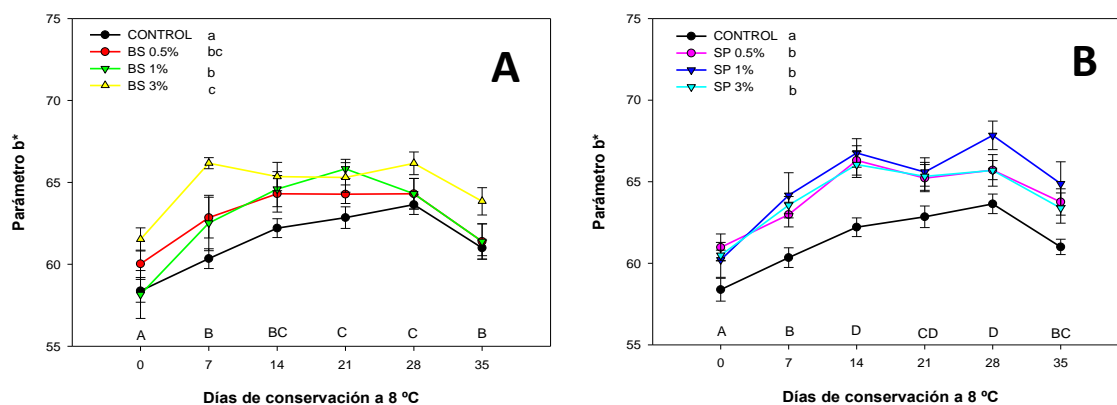 75
70
65
60
55
Parámetro b*
CONTROL a
BS 0.5% bc
BS 1% b
BS 3% c
A
A B BC C C B
0 7 14 21 28 35
Días de conservación a 8 ºC
75
70
65
60
55
Parámetro b*
CONTROL a
SP 0.5% b
SP 1% b
SP 3% b
B
A B D CD D BC
0 7 14 21 28 35
Días de conservación a 8 ºC